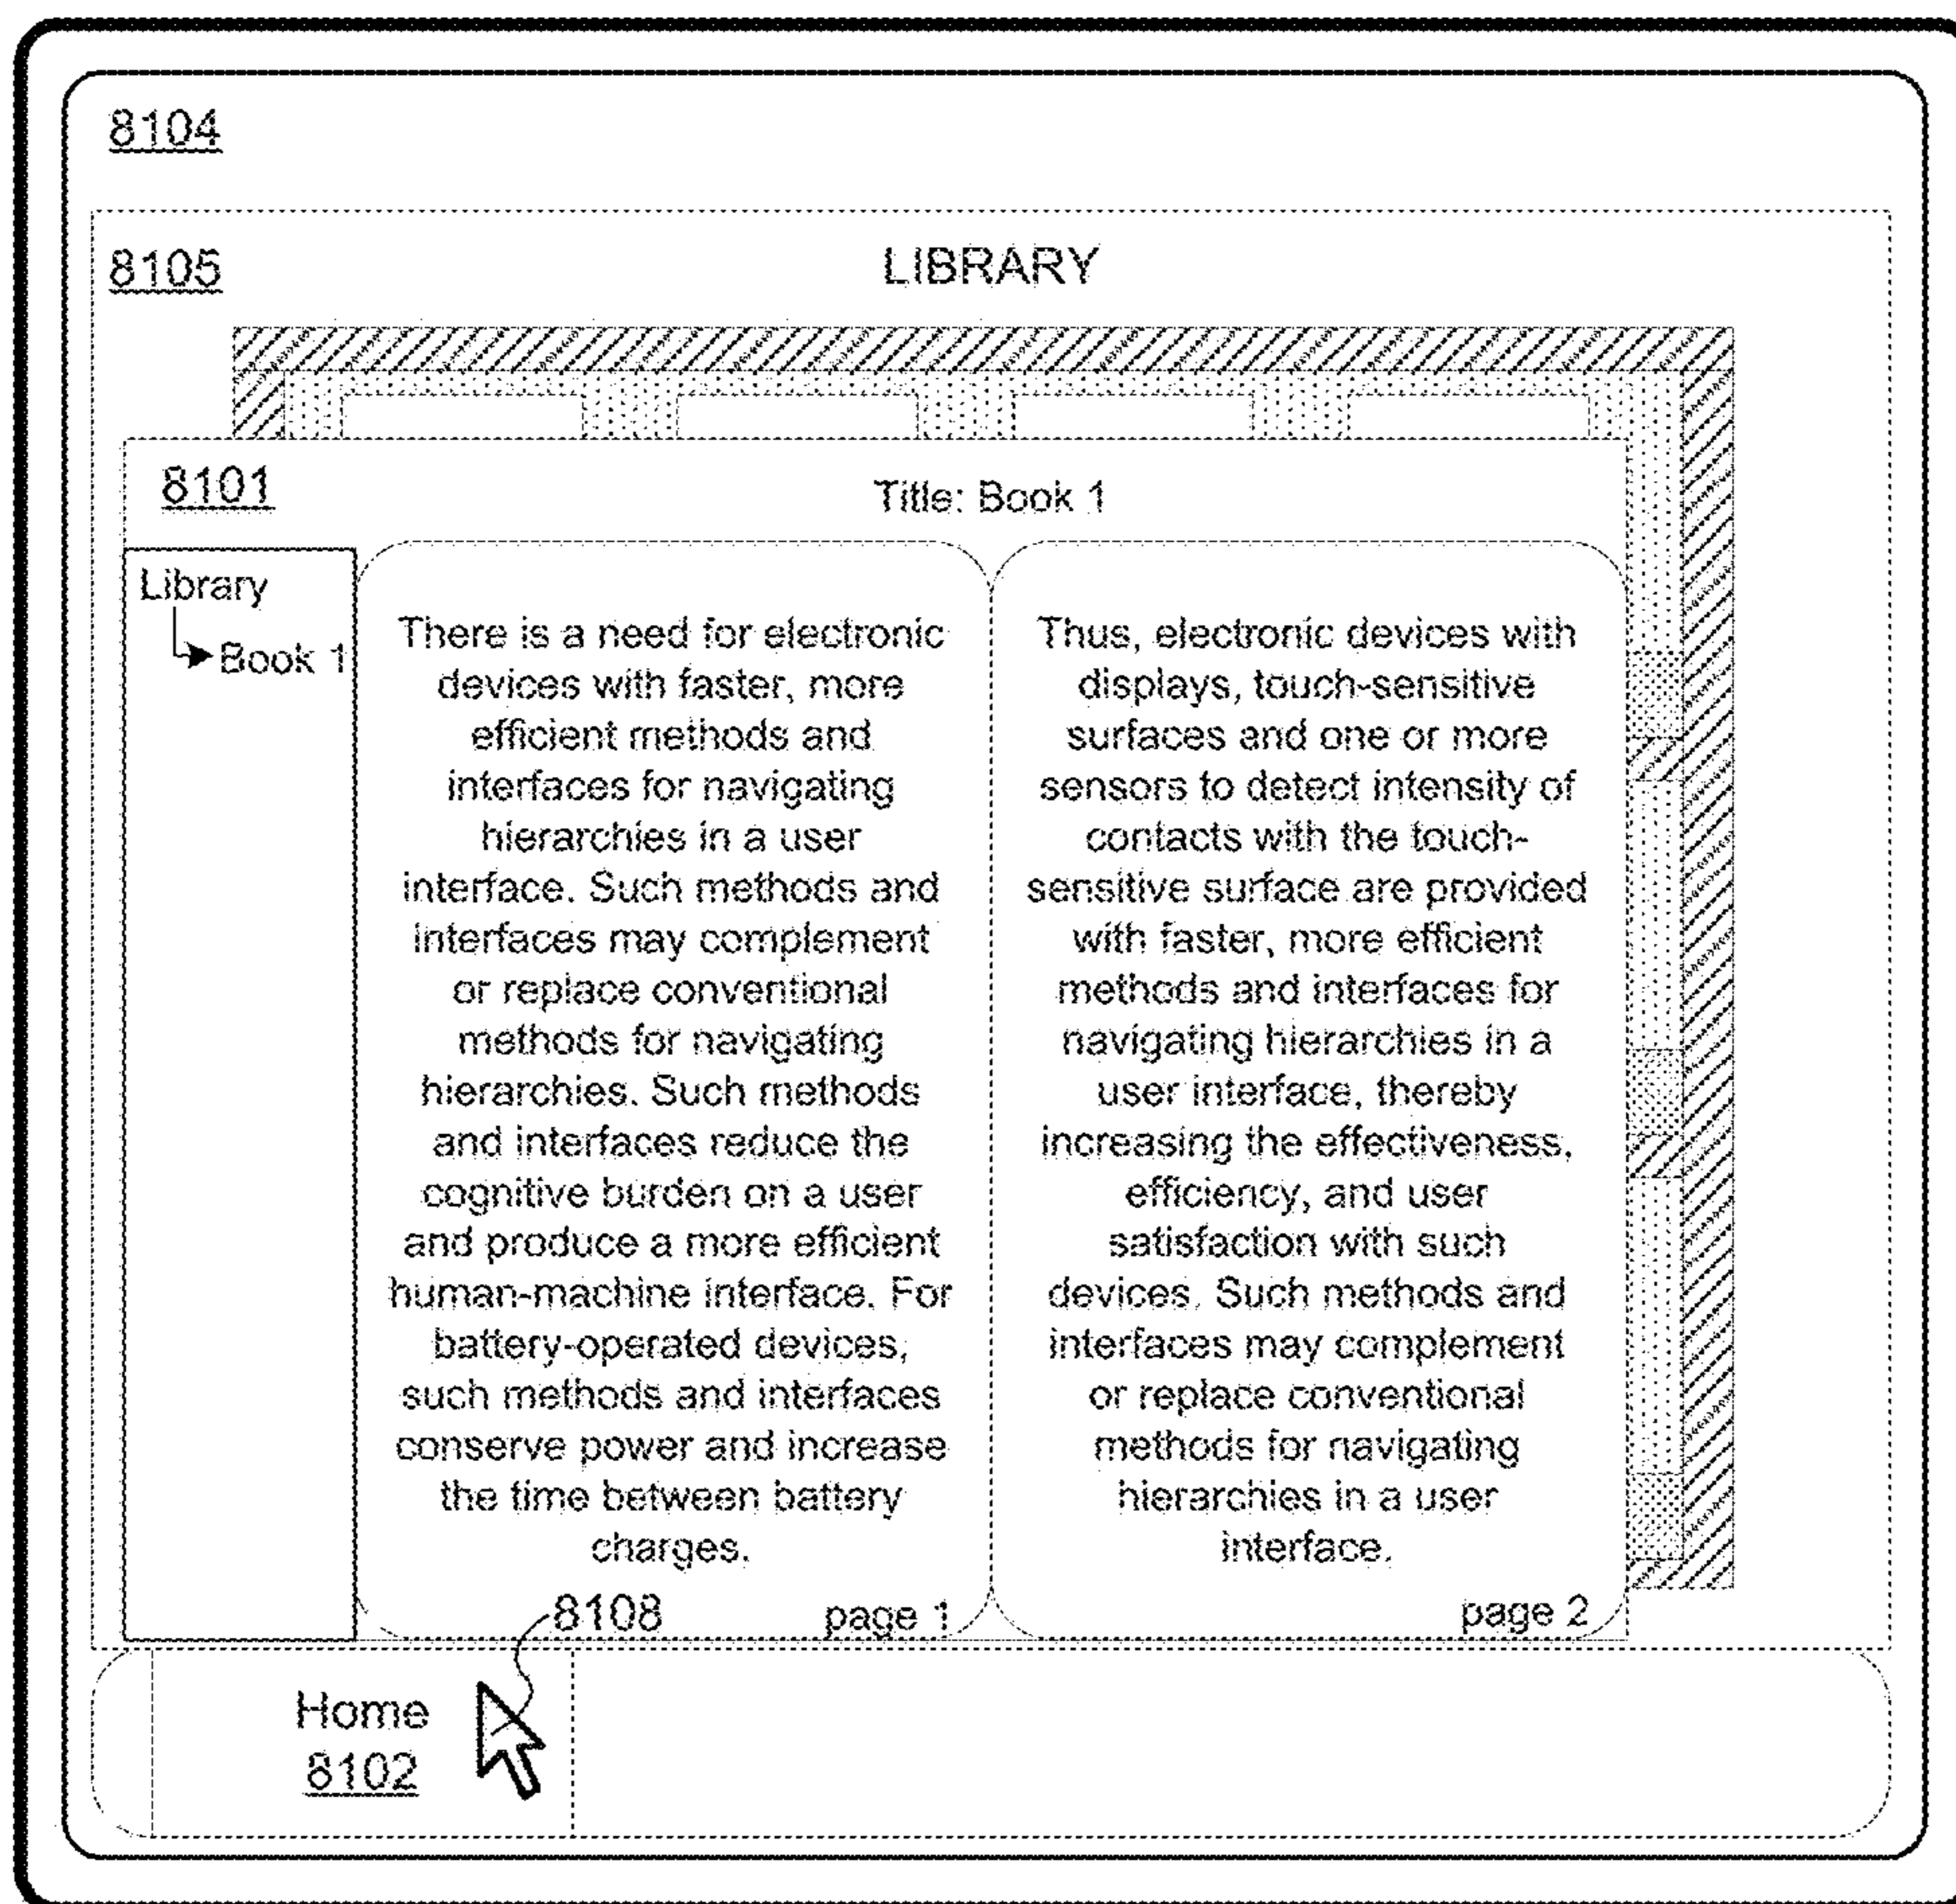 8104
8105
LIBRARY
8101
Title: Book 1
Library
Book 1
There is a need for electronic
devices with faster, more
efficient methods and
interfaces for navigating
hierarchies in a user
interface. Such methods and
interfaces may complement
or replace conventional
methods for navigating
hierarchies. Such methods
and interfaces reduce the
cognitive burden on a user
and produce a more efficient
human-machine interface. For
battery-operated devices,
such methods and interfaces
conserve power and increase
the time between battery
charges.
page 1
Thus, electronic devices with
displays, touch-sensitive
surfaces and one or more
sensors to detect intensity of
contacts with the touch-
sensitive surface are provided
with faster, more efficient
methods and interfaces for
navigating hierarchies in a
user interface, thereby
increasing the effectiveness,
efficiency, and user
satisfaction with such
devices. Such methods and
interfaces may complement
or replace conventional
methods for navigating
hierarchies in a user
interface.
page 2
8108
Home
8102